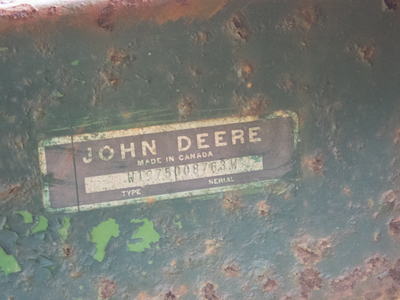 JOHN DEERE
MADE IN CANADA
TYPE SERIAL